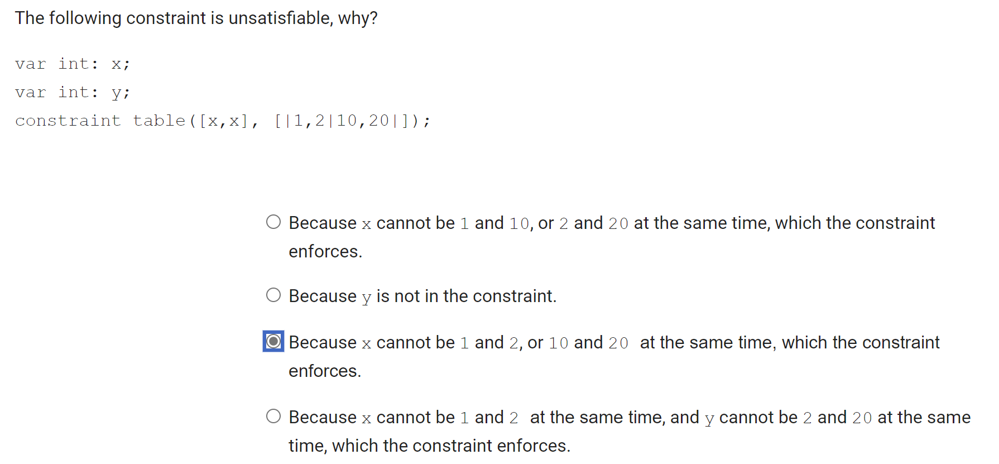 The following constraint is unsatisfiable, why?
var int: x;
var int: y;
constraint table([x,x], [|1,2|10,20|]);
Because x cannot be 1 and 10, or 2 and 20 at the same time, which the constraint
enforces.
Because y is not in the constraint.
Because x cannot be 1 and 2, or 10 and 20 at the same time, which the constraint
enforces.
Because x cannot be 1 and 2 at the same time, and y cannot be 2 and 20 at the same
time, which the constraint enforces.